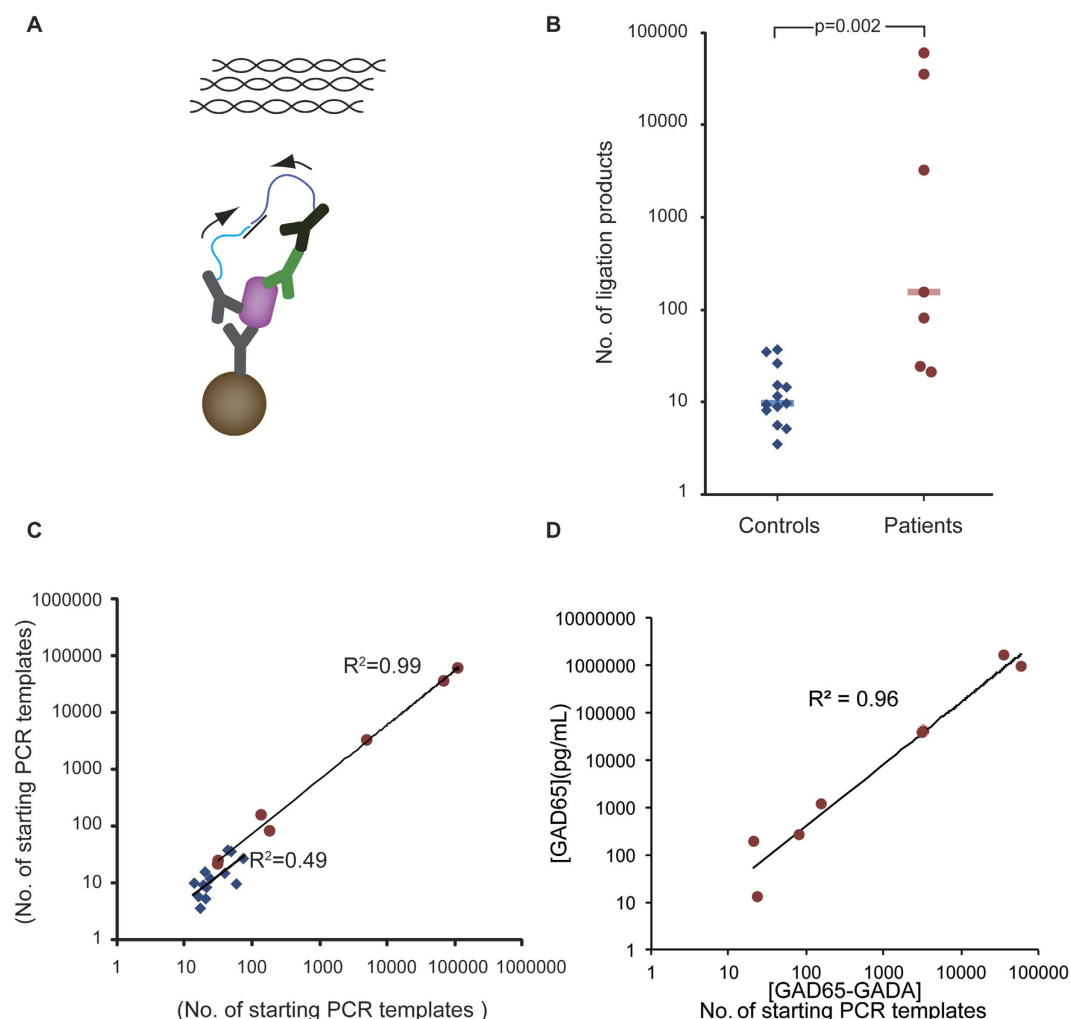 A
B
p=0.002
No. of ligation products
100000
10000
1000
100
10
1
Controls
Patients
C
(No. of starting PCR templates)
1000000
100000
10000
1000
100
10
1
R²=0.99
R²=0.49
1
10
100
1000
10000
100000
1000000
(No. of starting PCR templates )
D
[GAD65](pg/mL)
10000000
1000000
100000
10000
1000
100
10
1
R² = 0.96
1
10
100
1000
10000
100000
[GAD65-GADA]
No. of starting PCR templates